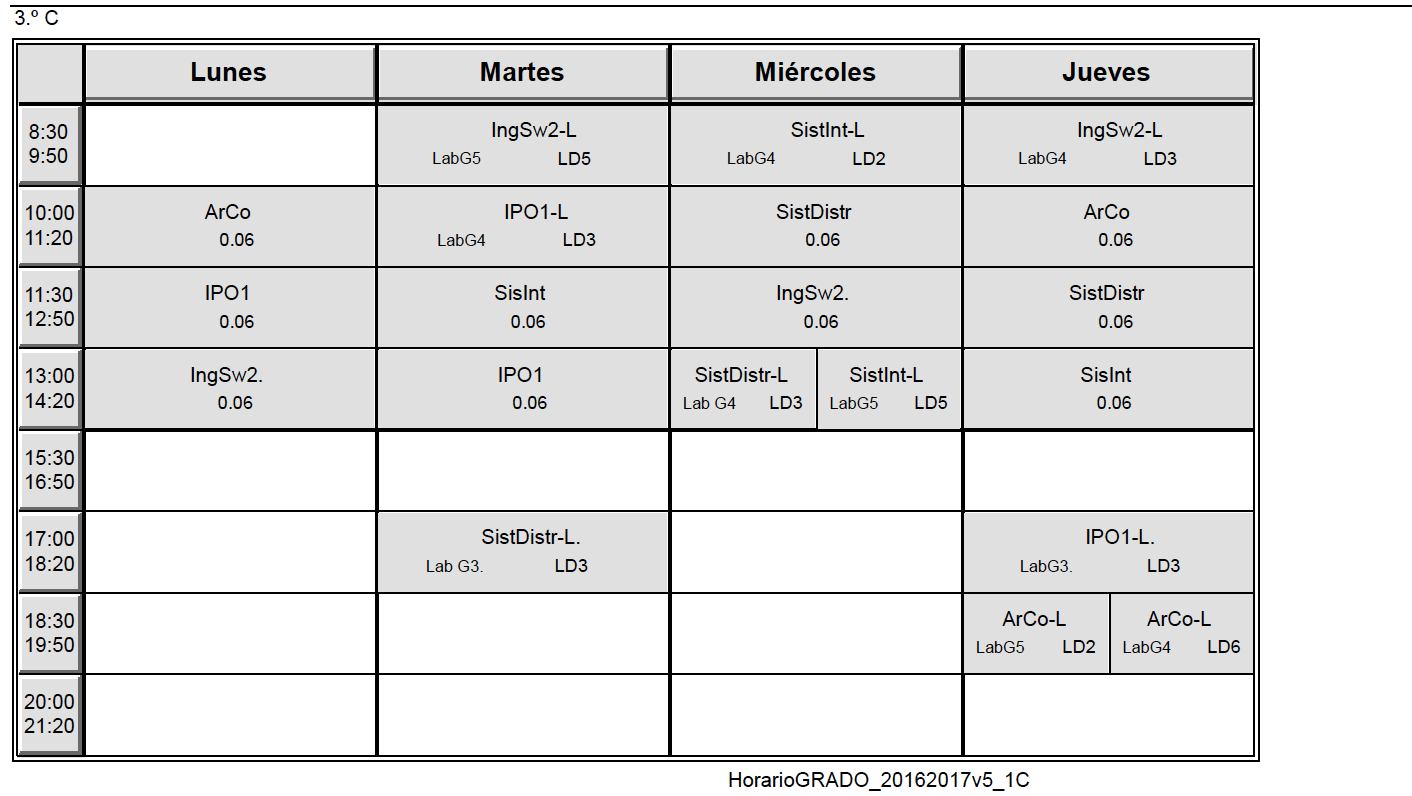 3.º C
Lunes Martes Miércoles Jueves
8:30
9:50
IngSw2-L
LabG5 LD5
SistInt-L
LabG4 LD2
IngSw2-L
LabG4 LD3
10:00
11:20
ArCo
0.06
IPO1-L
LabG4 LD3
SistDistr
0.06
ArCo
0.06
11:30
12:50
IPO1
0.06
SisInt
0.06
IngSw2.
0.06
SistDistr
0.06
13:00
14:20
IngSw2.
0.06
IPO1
0.06
SistDistr-L
Lab G4 LD3
SistInt-L
LabG5 LD5
SisInt
0.06
15:30
16:50
17:00
18:20
SistDistr-L.
Lab G3. LD3
IPO1-L.
LabG3. LD3
18:30
19:50
ArCo-L
LabG5 LD2
ArCo-L
LabG4 LD6
20:00
21:20
HorarioGRADO_20162017v5_1C